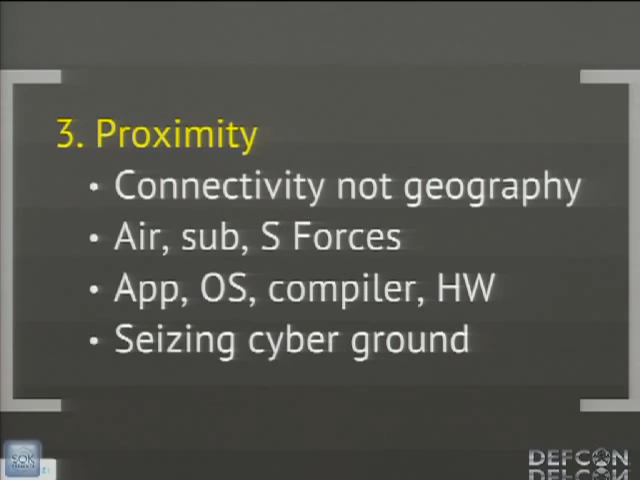 3. Proximity
• Connectivity not geography
• Air, sub, S Forces
• App, OS, compiler, HW
• Seizing cyber ground
DEFCON